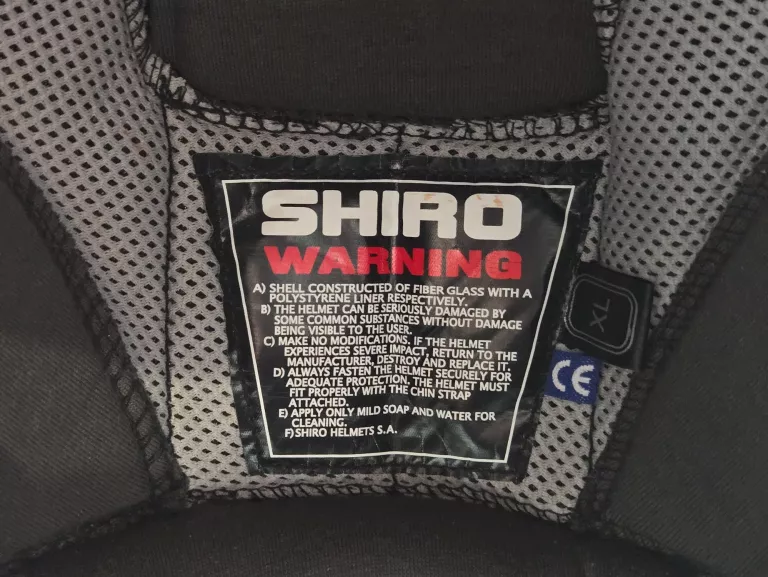 SHIRO
WARNING
A) SHELL CONSTRUCTED OF FIBER GLASS WITH A
POLYSTYRENE LINER RESPECTIVELY.
B) THE HELMET CAN BE SERIOUSLY DAMAGED BY
SOME COMMON SUBSTANCES WITHOUT DAMAGE
BEING VISIBLE TO THE USER.
C) MAKE NO MODIFICATIONS. IF THE HELMET
EXPERIENCES SEVERE IMPACT, RETURN TO THE
MANUFACTURER, DESTROY AND REPLACE IT.
D) ALWAYS FASTEN THE HELMET SECURELY FOR
ADEQUATE PROTECTION. THE HELMET MUST
FIT PROPERLY WITH THE CHIN STRAP
ATTACHED.
E) APPLY ONLY MILD SOAP AND WATER FOR
CLEANING.
F) SHIRO HELMETS S.A.
XL
CE